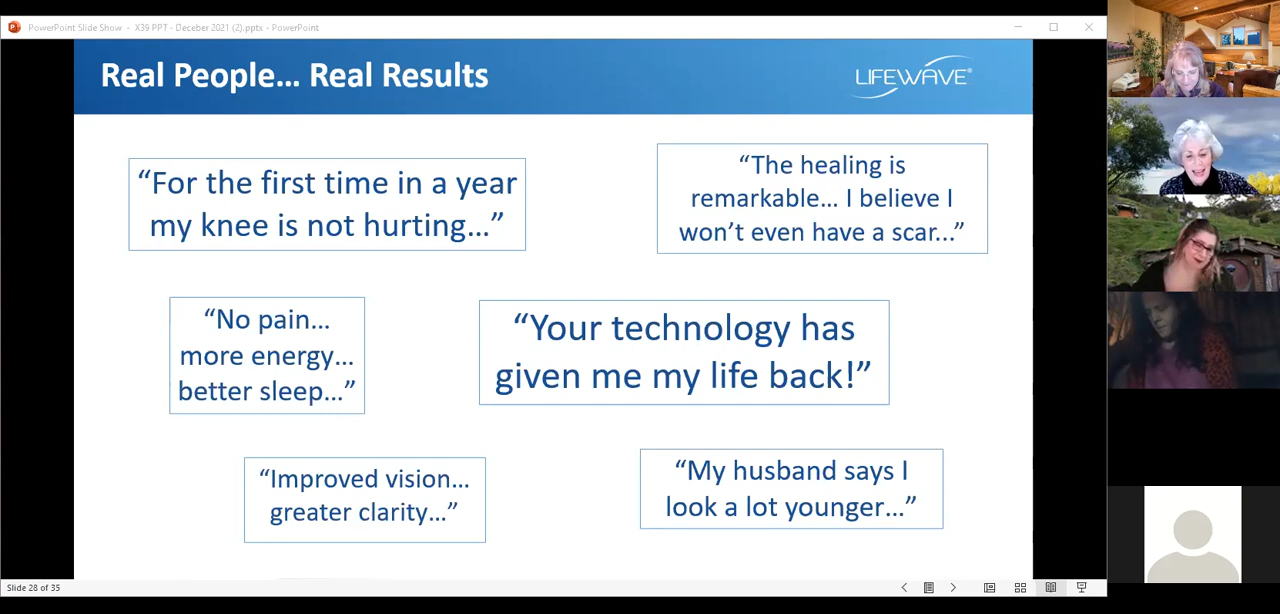 PowerPoint Slide Show - X39 PPT - Deceber 2021 (2).pptx - PowerPoint
Real People... Real Results
LIFEWAVE®
“For the first time in a year
my knee is not hurting...”
“The healing is
remarkable... I believe I
won’t even have a scar...”
“No pain...
more energy...
better sleep...”
“Your technology has
given me my life back!”
“Improved vision...
greater clarity...”
“My husband says I
look a lot younger...”
Slide 28 of 35